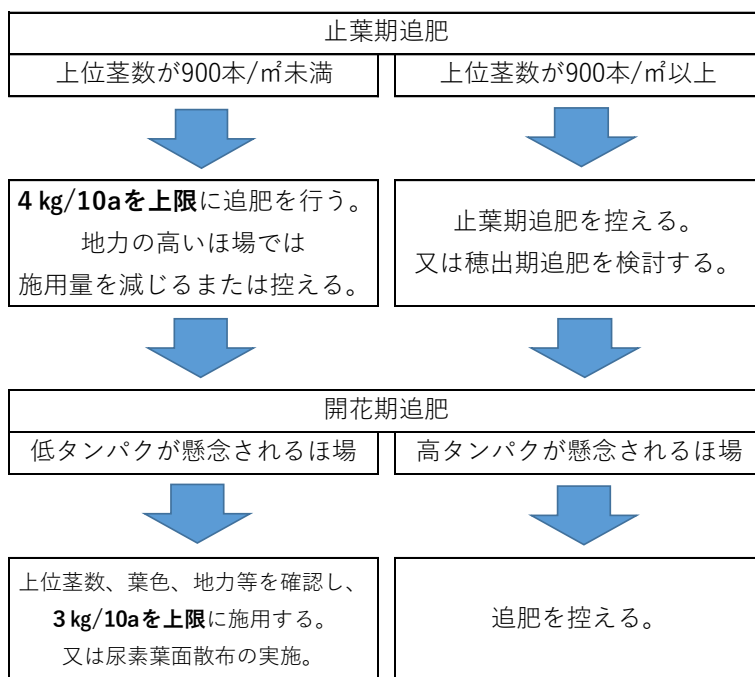 止葉期追肥
上位茎数が900本/㎡未満
上位茎数が900本/㎡以上
4㎏/10aを上限に追肥を行う。
地力の高いほ場では
施用量を減じるまたは控える。
止葉期追肥を控える。
又は穂出期追肥を検討する。
開花期追肥
低タンパクが懸念されるほ場
高タンパクが懸念されるほ場
上位茎数、葉色、地力等を確認し、
3㎏/10aを上限に施用する。
又は尿素葉面散布の実施。
追肥を控える。